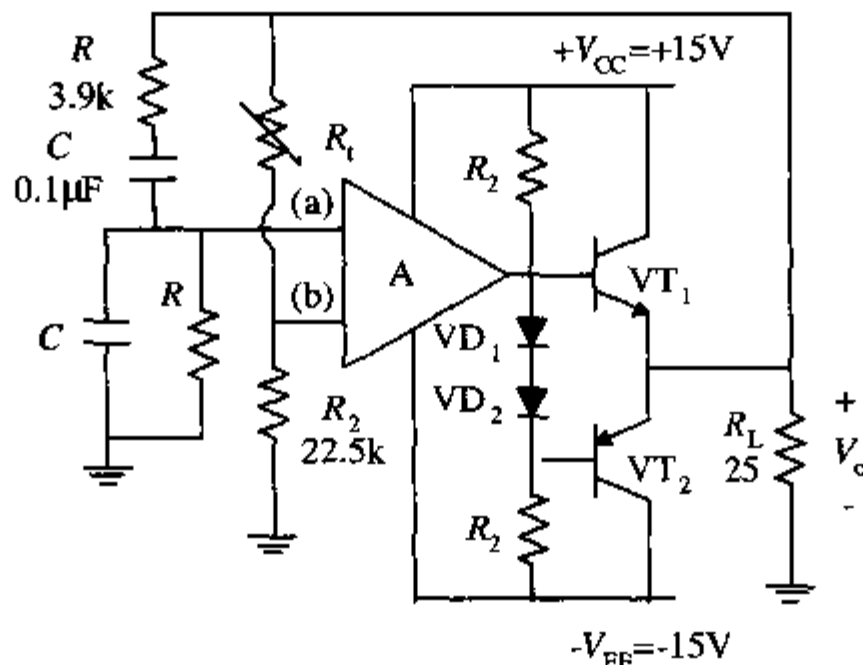 R
3.9k
C
0.1μF
R_t
+V_CC=+15V
R_2
(a)
(b)
A
C
R
R_2
22.5k
VD_1
VD_2
VT_1
VT_2
R_2
R_L
25
+
V_o
-
-V_EE=-15V